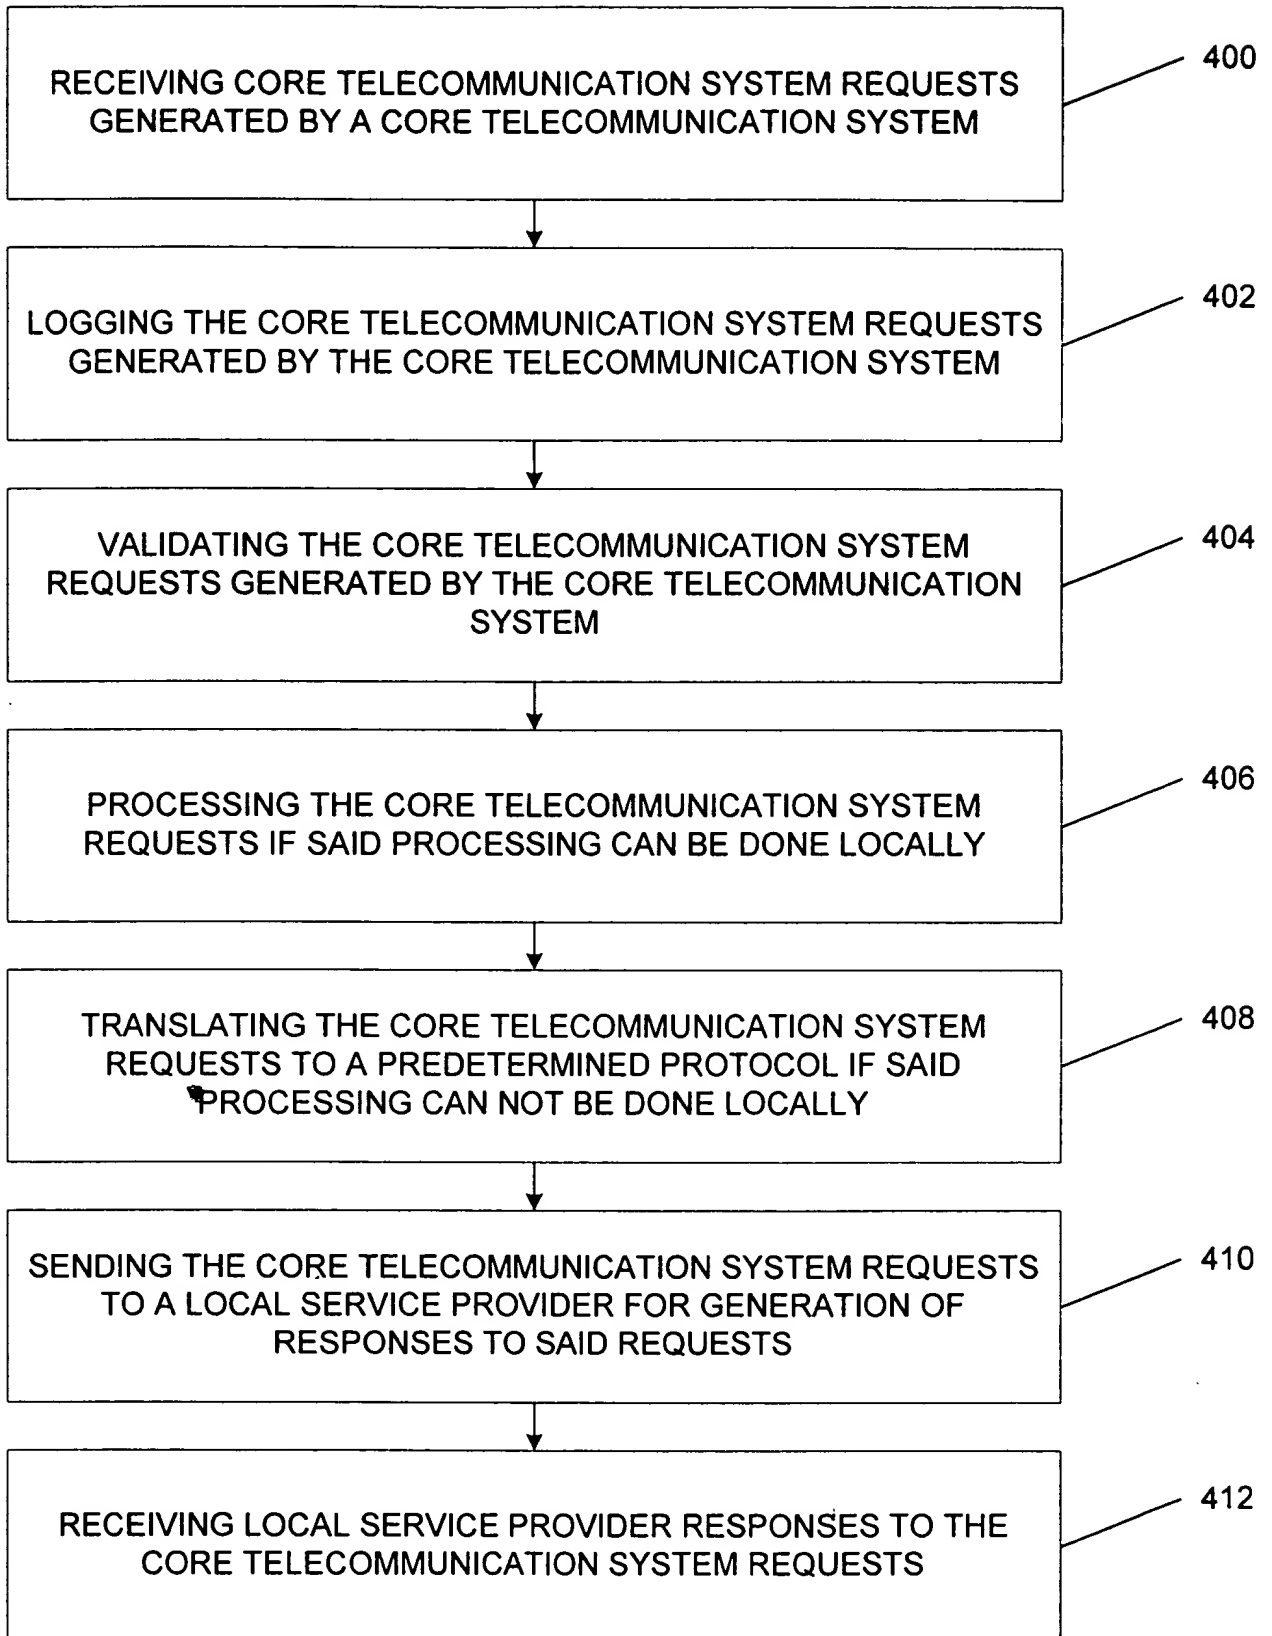 RECEIVING CORE TELECOMMUNICATION SYSTEM REQUESTS
GENERATED BY A CORE TELECOMMUNICATION SYSTEM
400
LOGGING THE CORE TELECOMMUNICATION SYSTEM REQUESTS
GENERATED BY THE CORE TELECOMMUNICATION SYSTEM
402
VALIDATING THE CORE TELECOMMUNICATION SYSTEM
REQUESTS GENERATED BY THE CORE TELECOMMUNICATION
SYSTEM
404
PROCESSING THE CORE TELECOMMUNICATION SYSTEM
REQUESTS IF SAID PROCESSING CAN BE DONE LOCALLY
406
TRANSLATING THE CORE TELECOMMUNICATION SYSTEM
REQUESTS TO A PREDETERMINED PROTOCOL IF SAID
PROCESSING CAN NOT BE DONE LOCALLY
408
SENDING THE CORE TELECOMMUNICATION SYSTEM REQUESTS
TO A LOCAL SERVICE PROVIDER FOR GENERATION OF
RESPONSES TO SAID REQUESTS
410
RECEIVING LOCAL SERVICE PROVIDER RESPONSES TO THE
CORE TELECOMMUNICATION SYSTEM REQUESTS
412